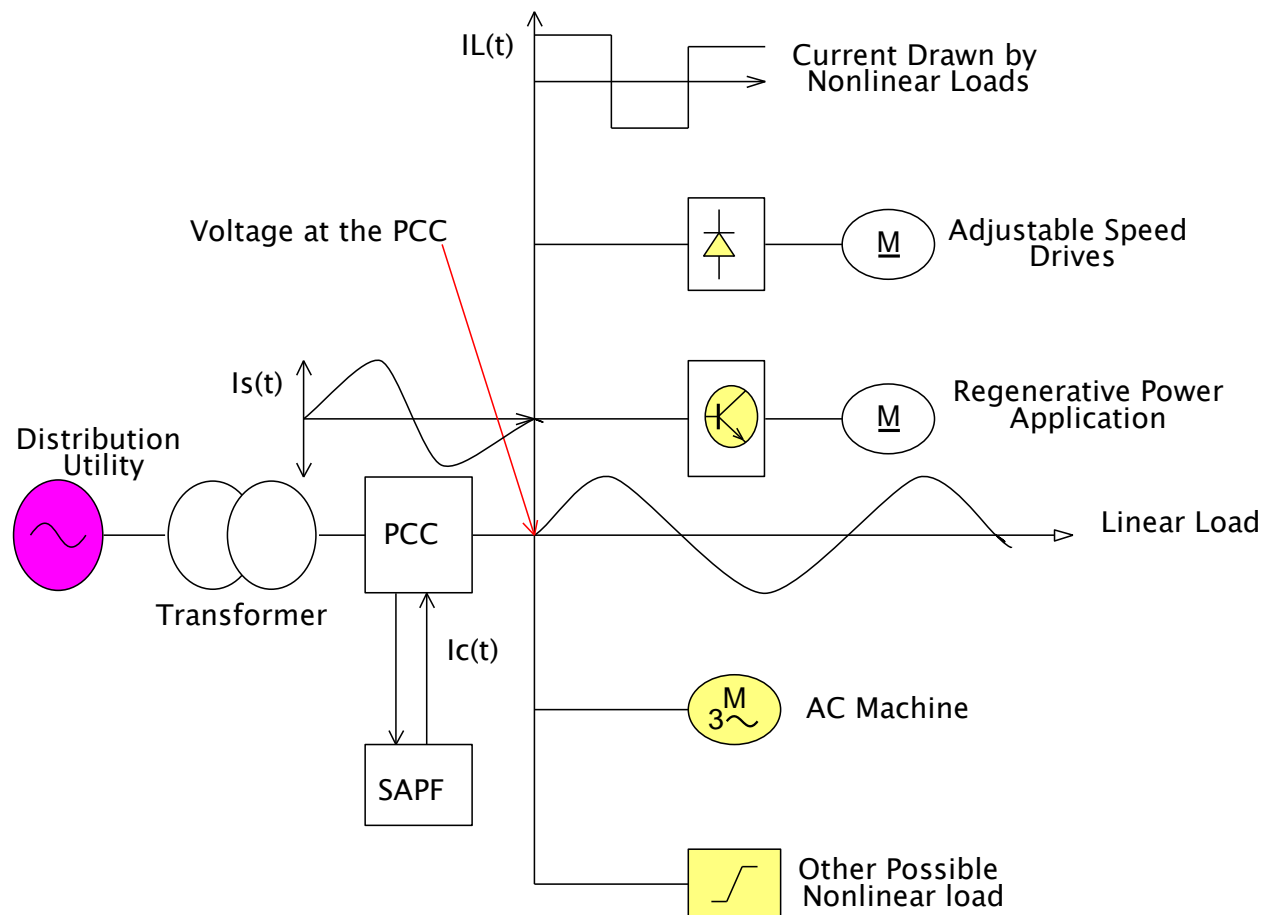 IL(t)
Current Drawn by
Nonlinear Loads
Voltage at the PCC
M
Adjustable Speed
Drives
Is(t)
M
Regenerative Power
Application
Distribution
Utility
PCC
Linear Load
Transformer
Ic(t)
M
3
AC Machine
SAPF
Other Possible
Nonlinear load